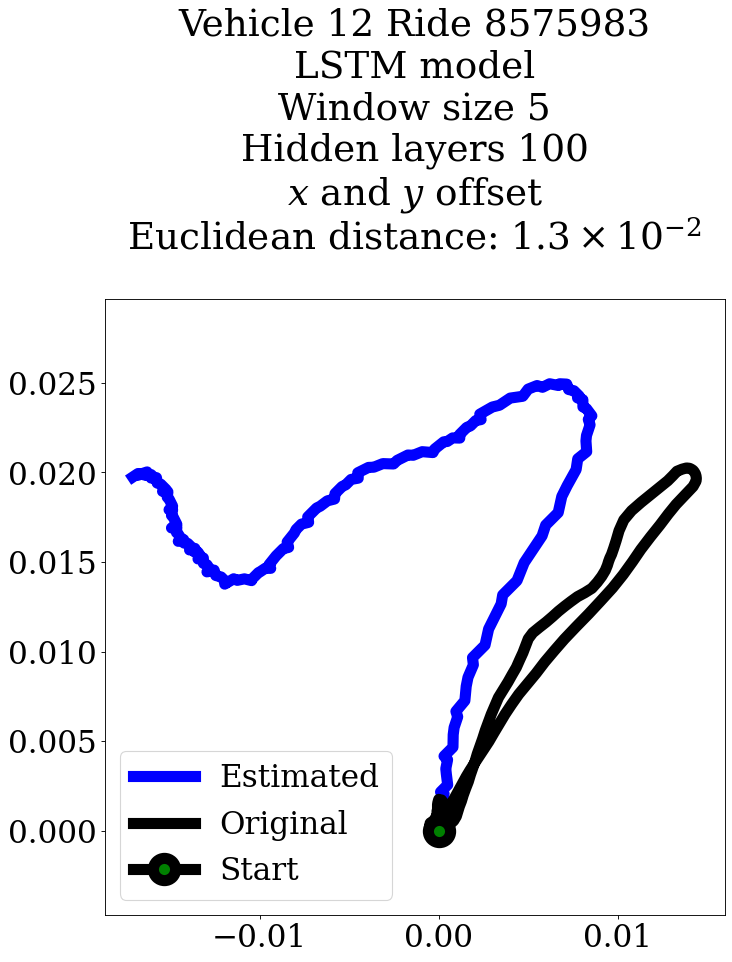 Vehicle 12 Ride 8575983
LSTM model
Window size 5
Hidden layers 100
x and y offset
Euclidean distance: 1.3 × 10⁻²
0.025
0.020
0.015
0.010
0.005
0.000
Estimated
Original
Start
−0.01 0.00 0.01